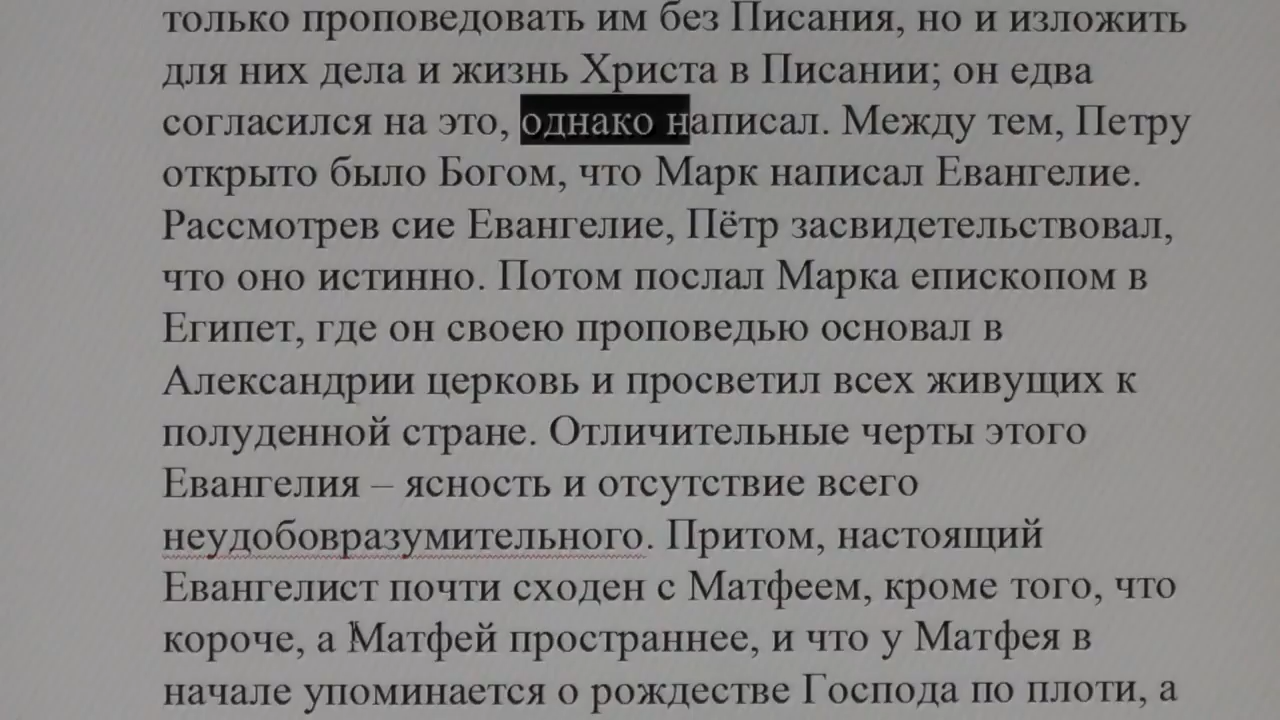 только проповедовать им без Писания, но и изложить
для них дела и жизнь Христа в Писании; он едва
согласился на это, однако написал. Между тем, Петру
открыто было Богом, что Марк написал Евангелие.
Рассмотрев сие Евангелие, Пётр засвидетельствовал,
что оно истинно. Потом послал Марка епископом в
Египет, где он своею проповедью основал в
Александрии церковь и просветил всех живущих к
полуденной стране. Отличительные черты этого
Евангелия – ясность и отсутствие всего
неудобовразумительного. Притом, настоящий
Евангелист почти сходен с Матфеем, кроме того, что
короче, а Матфей пространнее, и что у Матфея в
начале упоминается о рождестве Господа по плоти, а